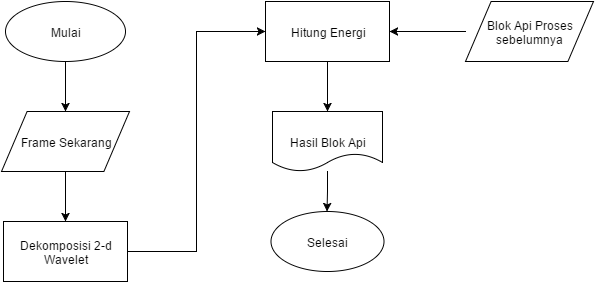 Mulai
Frame Sekarang
Dekomposisi 2-d
Wavelet
Hitung Energi
Blok Api Proses
sebelumnya
Hasil Blok Api
Selesai